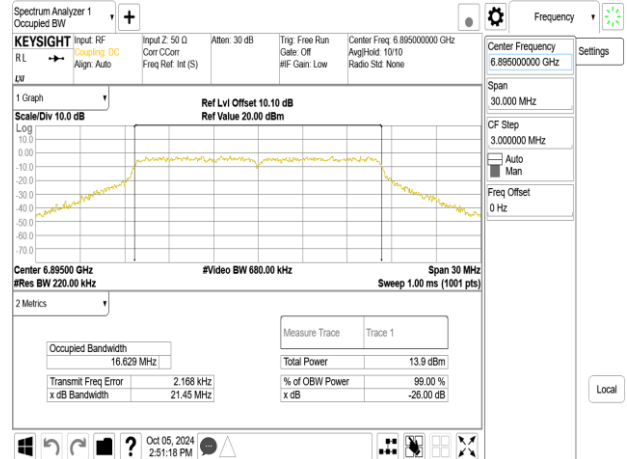 Spectrum Analyzer 1
Occupied BW
+
Frequency
KEYSIGHT
RL
Input: RF
Coupling: DC
Align: Auto
Input Z: 50 Ω
Corr CCorr
Freq Ref: Int (S)
Atten: 30 dB
Trig: Free Run
Gate: Off
#IF Gain: Low
Center Freq: 6.895000000 GHz
Avg|Hold: 10/10
Radio Std: None
Center Frequency
6.895000000 GHz
Settings
Span
30.000 MHz
CF Step
3.000000 MHz
Auto
Man
Freq Offset
0 Hz
Local
1 Graph
Scale/Div 10.0 dB
Ref Lvl Offset 10.10 dB
Ref Value 20.00 dBm
Log
10.0
0.00
-10.0
-20.0
-30.0
-40.0
-50.0
-60.0
-70.0
Center 6.89500 GHz
#Video BW 680.00 kHz
Span 30 MHz
#Res BW 220.00 kHz
Sweep 1.00 ms (1001 pts)
2 Metrics
Measure Trace Trace 1
Occupied Bandwidth
16.629 MHz
Total Power 13.9 dBm
Transmit Freq Error 2.168 kHz
% of OBW Power 99.00 %
x dB Bandwidth 21.45 MHz
x dB -26.00 dB
?
Oct 05, 2024
2:51:18 PM